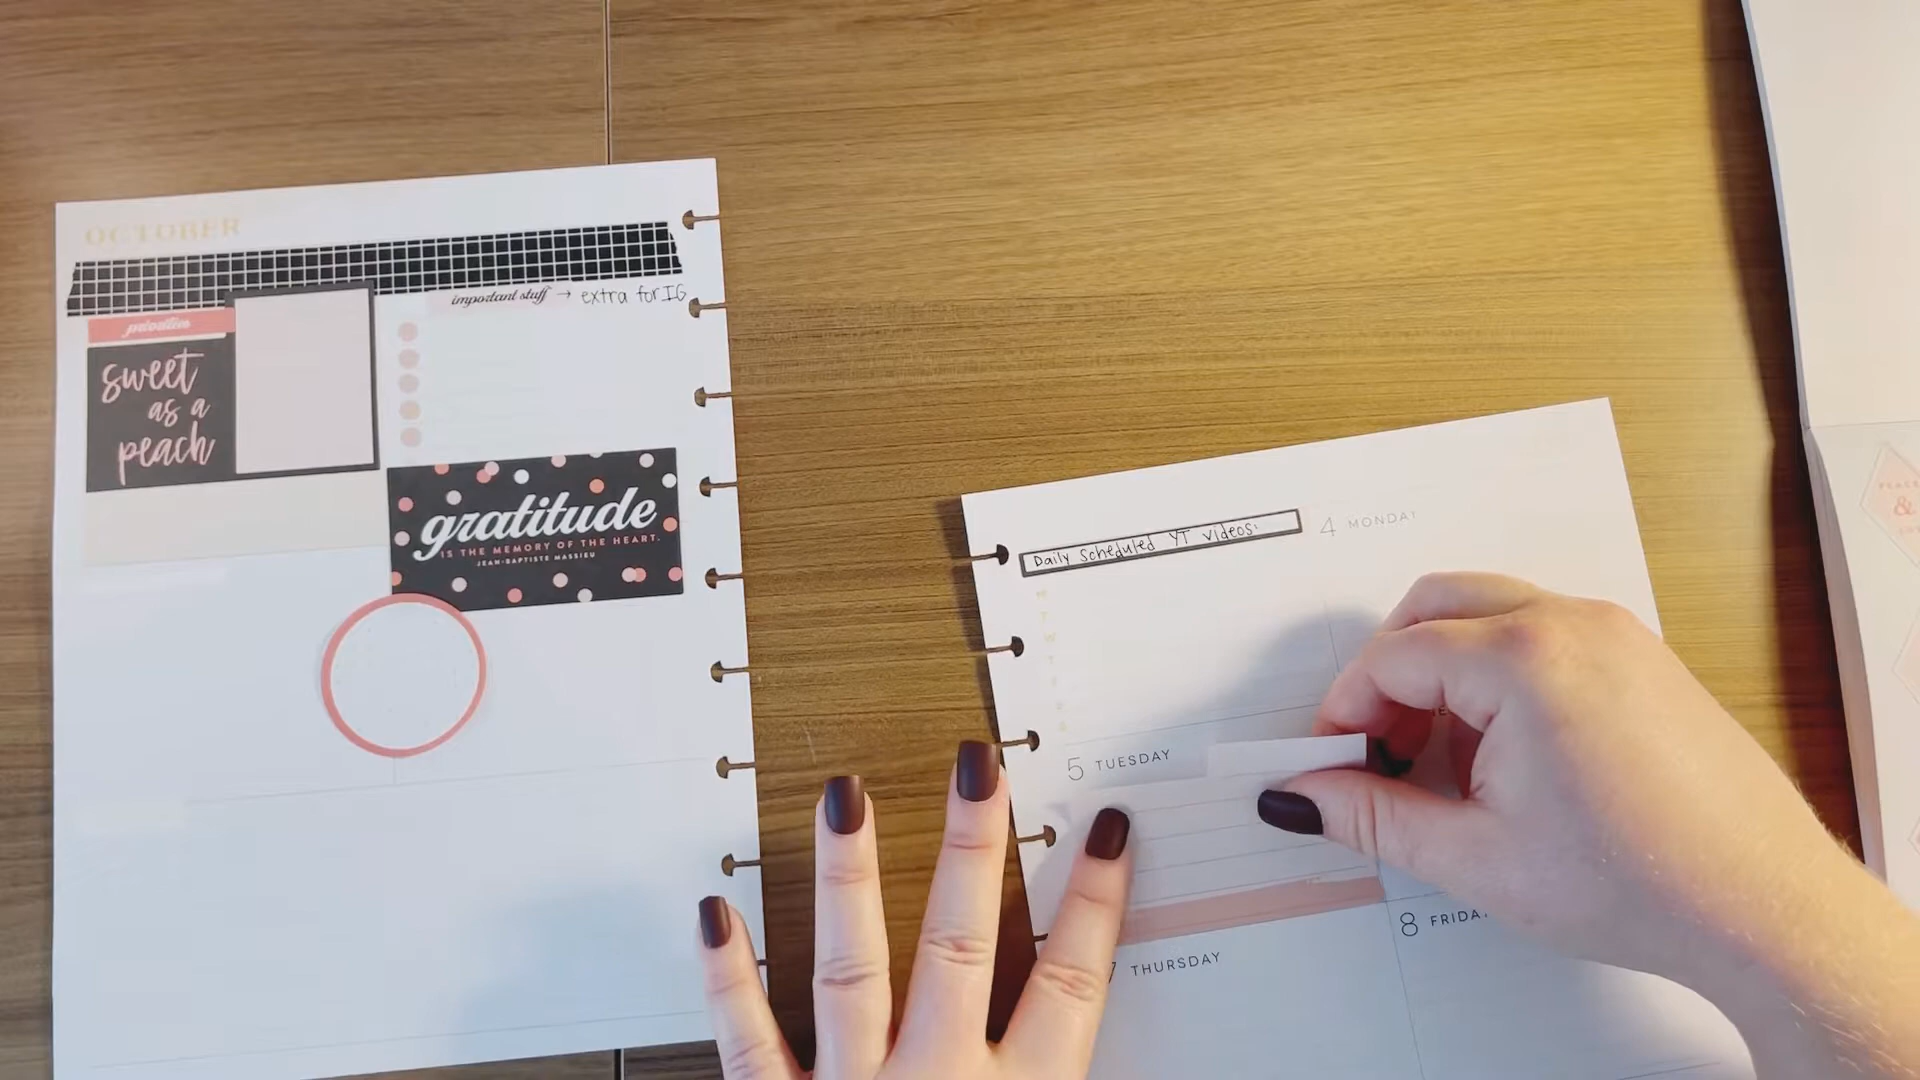 OCTOBER
important stuff → extra for IG
priorities
sweet
as a
peach
gratitude
IS THE MEMORY OF THE HEART.
JEAN-BAPTISTE MASSIEU
Daily Scheduled YT videos:
4 MONDAY
M
T
W
T
F
S
S
5 TUESDAY
THURSDAY
8 FRIDA
&